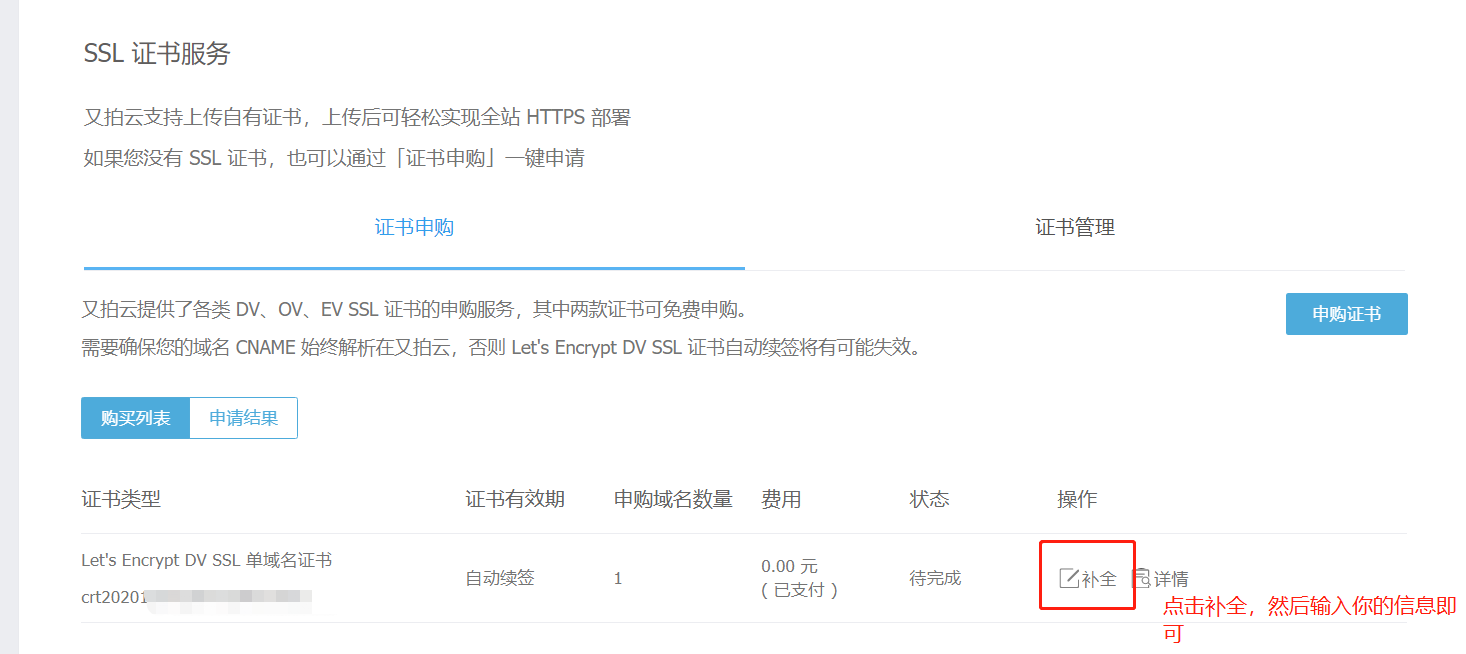 SSL 证书服务
又拍云支持上传自有证书，上传后可轻松实现全站 HTTPS 部署
如果您没有 SSL 证书，也可以通过「证书申购」一键申请
证书申购
证书管理
又拍云提供了各类 DV、OV、EV SSL 证书的申购服务，其中两款证书可免费申购。
需要确保您的域名 CNAME 始终解析在又拍云，否则 Let's Encrypt DV SSL 证书自动续签将有可能失效。
申购证书
购买列表
申请结果
证书类型
证书有效期
申购域名数量
费用
状态
操作
Let's Encrypt DV SSL 单域名证书
crt20201
自动续签
1
0.00 元
( 已支付 )
待完成
补全
详情
点击补全，然后输入你的信息即
可